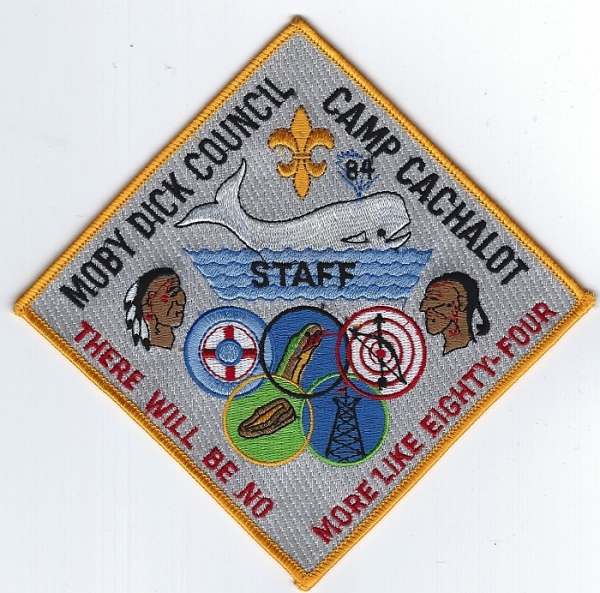 MOBY DICK COUNCIL
CAMP CACHALOT
84
STAFF
THERE WILL BE NO
MORE LIKE EIGHTY-FOUR